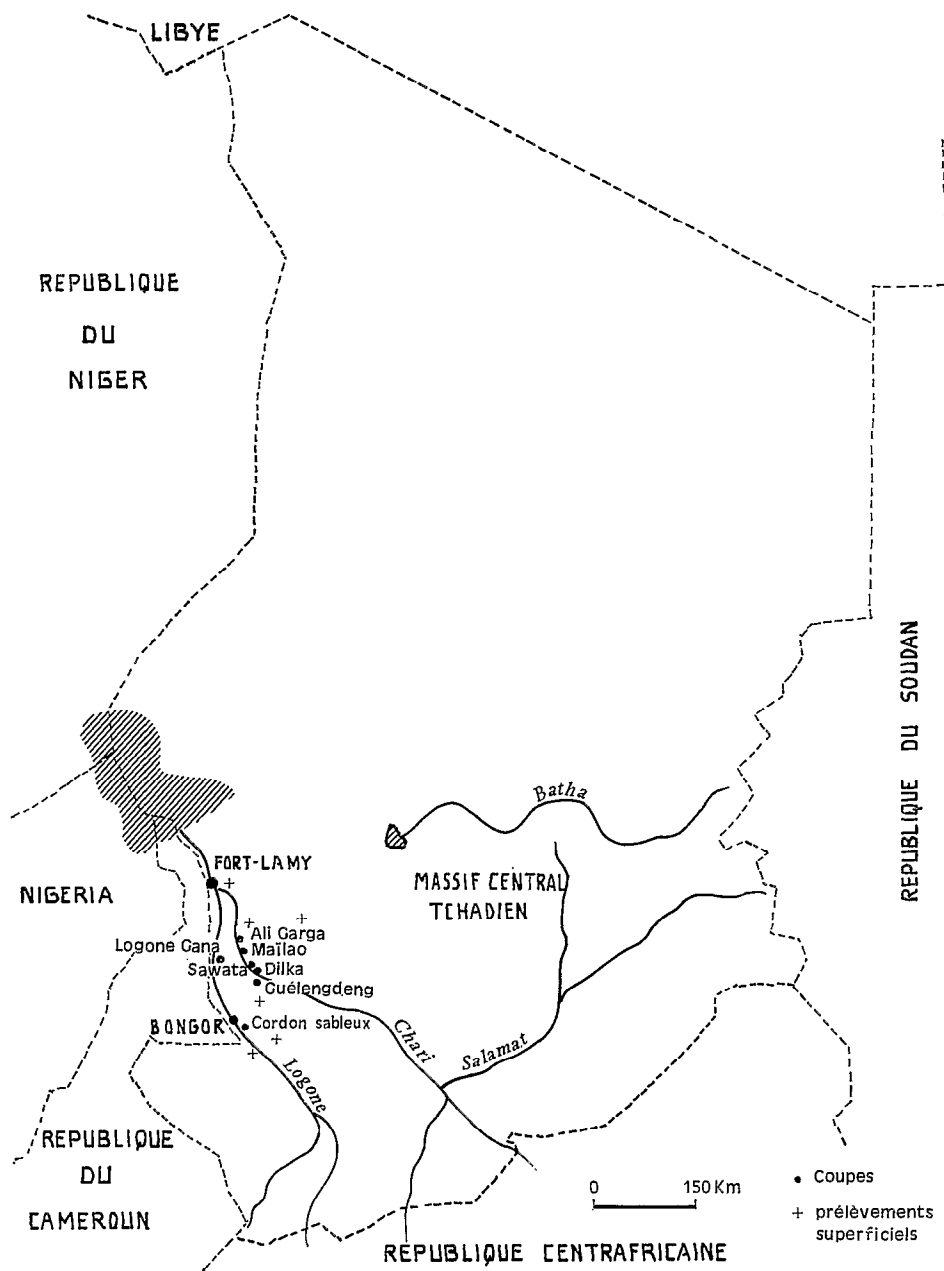 LIBYE
REPUBLIQUE
DU
NIGER
REPUBLIQUE DU SOUDAN
Batha
FORT-LAMY
MASSIF CENTRAL
TCHADIEN
NIGERIA
Ali Garga
Logone Gana
Maïlao
Sawata
Dilka
Guélengdeng
BONGOR
Cordon sableux
Chari
Salamat
Logone
REPUBLIQUE
DU
CAMEROUN
0 150 Km
Coupes
+ prélèvements
superficiels
REPUBLIQUE CENTRAFRICAINE